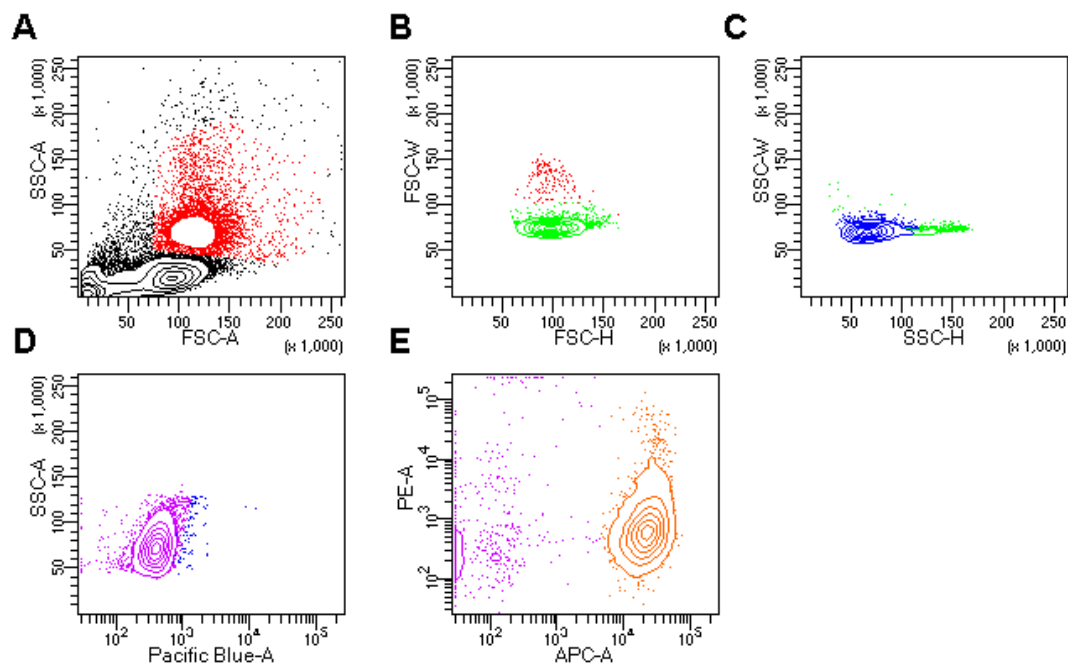 A
B
C
SSC-A
(x 1,000)
250
200
150
100
50
50 100 150 200 250
FSC-A
(x 1,000)
FSC-W
(x 1,000)
250
200
150
100
50
50 100 150 200 250
FSC-H
(x 1,000)
SSC-W
(x 1,000)
250
200
150
100
50
50 100 150 200 250
SSC-H
(x 1,000)
D
E
SSC-A
(x 1,000)
250
200
150
100
50
10² 10³ 10⁴ 10⁵
Pacific Blue-A
PE-A
10⁵
10⁴
10³
10²
10² 10³ 10⁴ 10⁵
APC-A